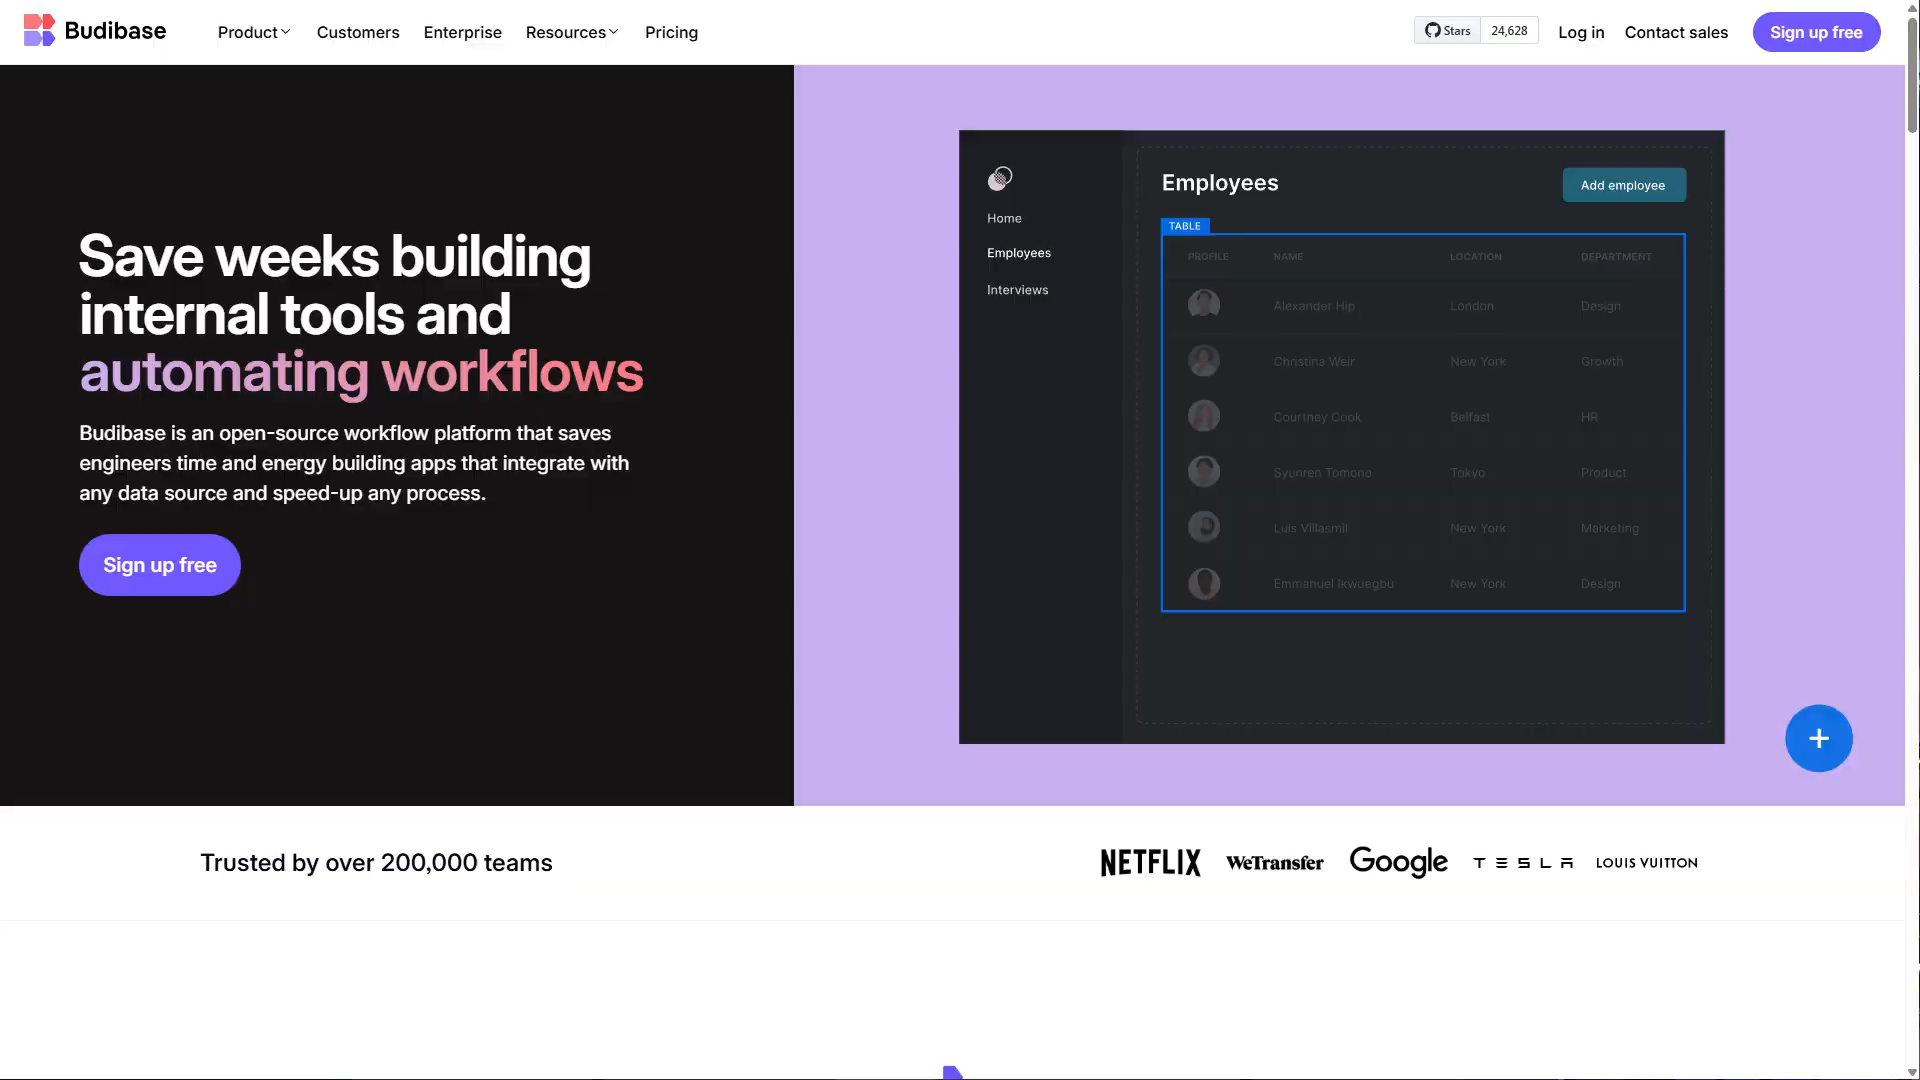 Budibase
Product
Customers
Enterprise
Resources
Pricing
Stars
24,628
Log in
Contact sales
Sign up free
Save weeks building
internal tools and
automating workflows
Budibase is an open-source workflow platform that saves
engineers time and energy building apps that integrate with
any data source and speed-up any process.
Sign up free
Home
Employees
Interviews
Employees
Add employee
TABLE
PROFILE NAME LOCATION DEPARTMENT
Alexander Hip London Design
Christina Weir New York Growth
Courtney Cook Belfast HR
Syunren Tomono Tokyo Product
Luis Villasmil New York Marketing
Emmanuel Ikwuegbu New York Design
+
Trusted by over 200,000 teams
NETFLIX
WeTransfer
Google
TESLA
LOUIS VUITTON